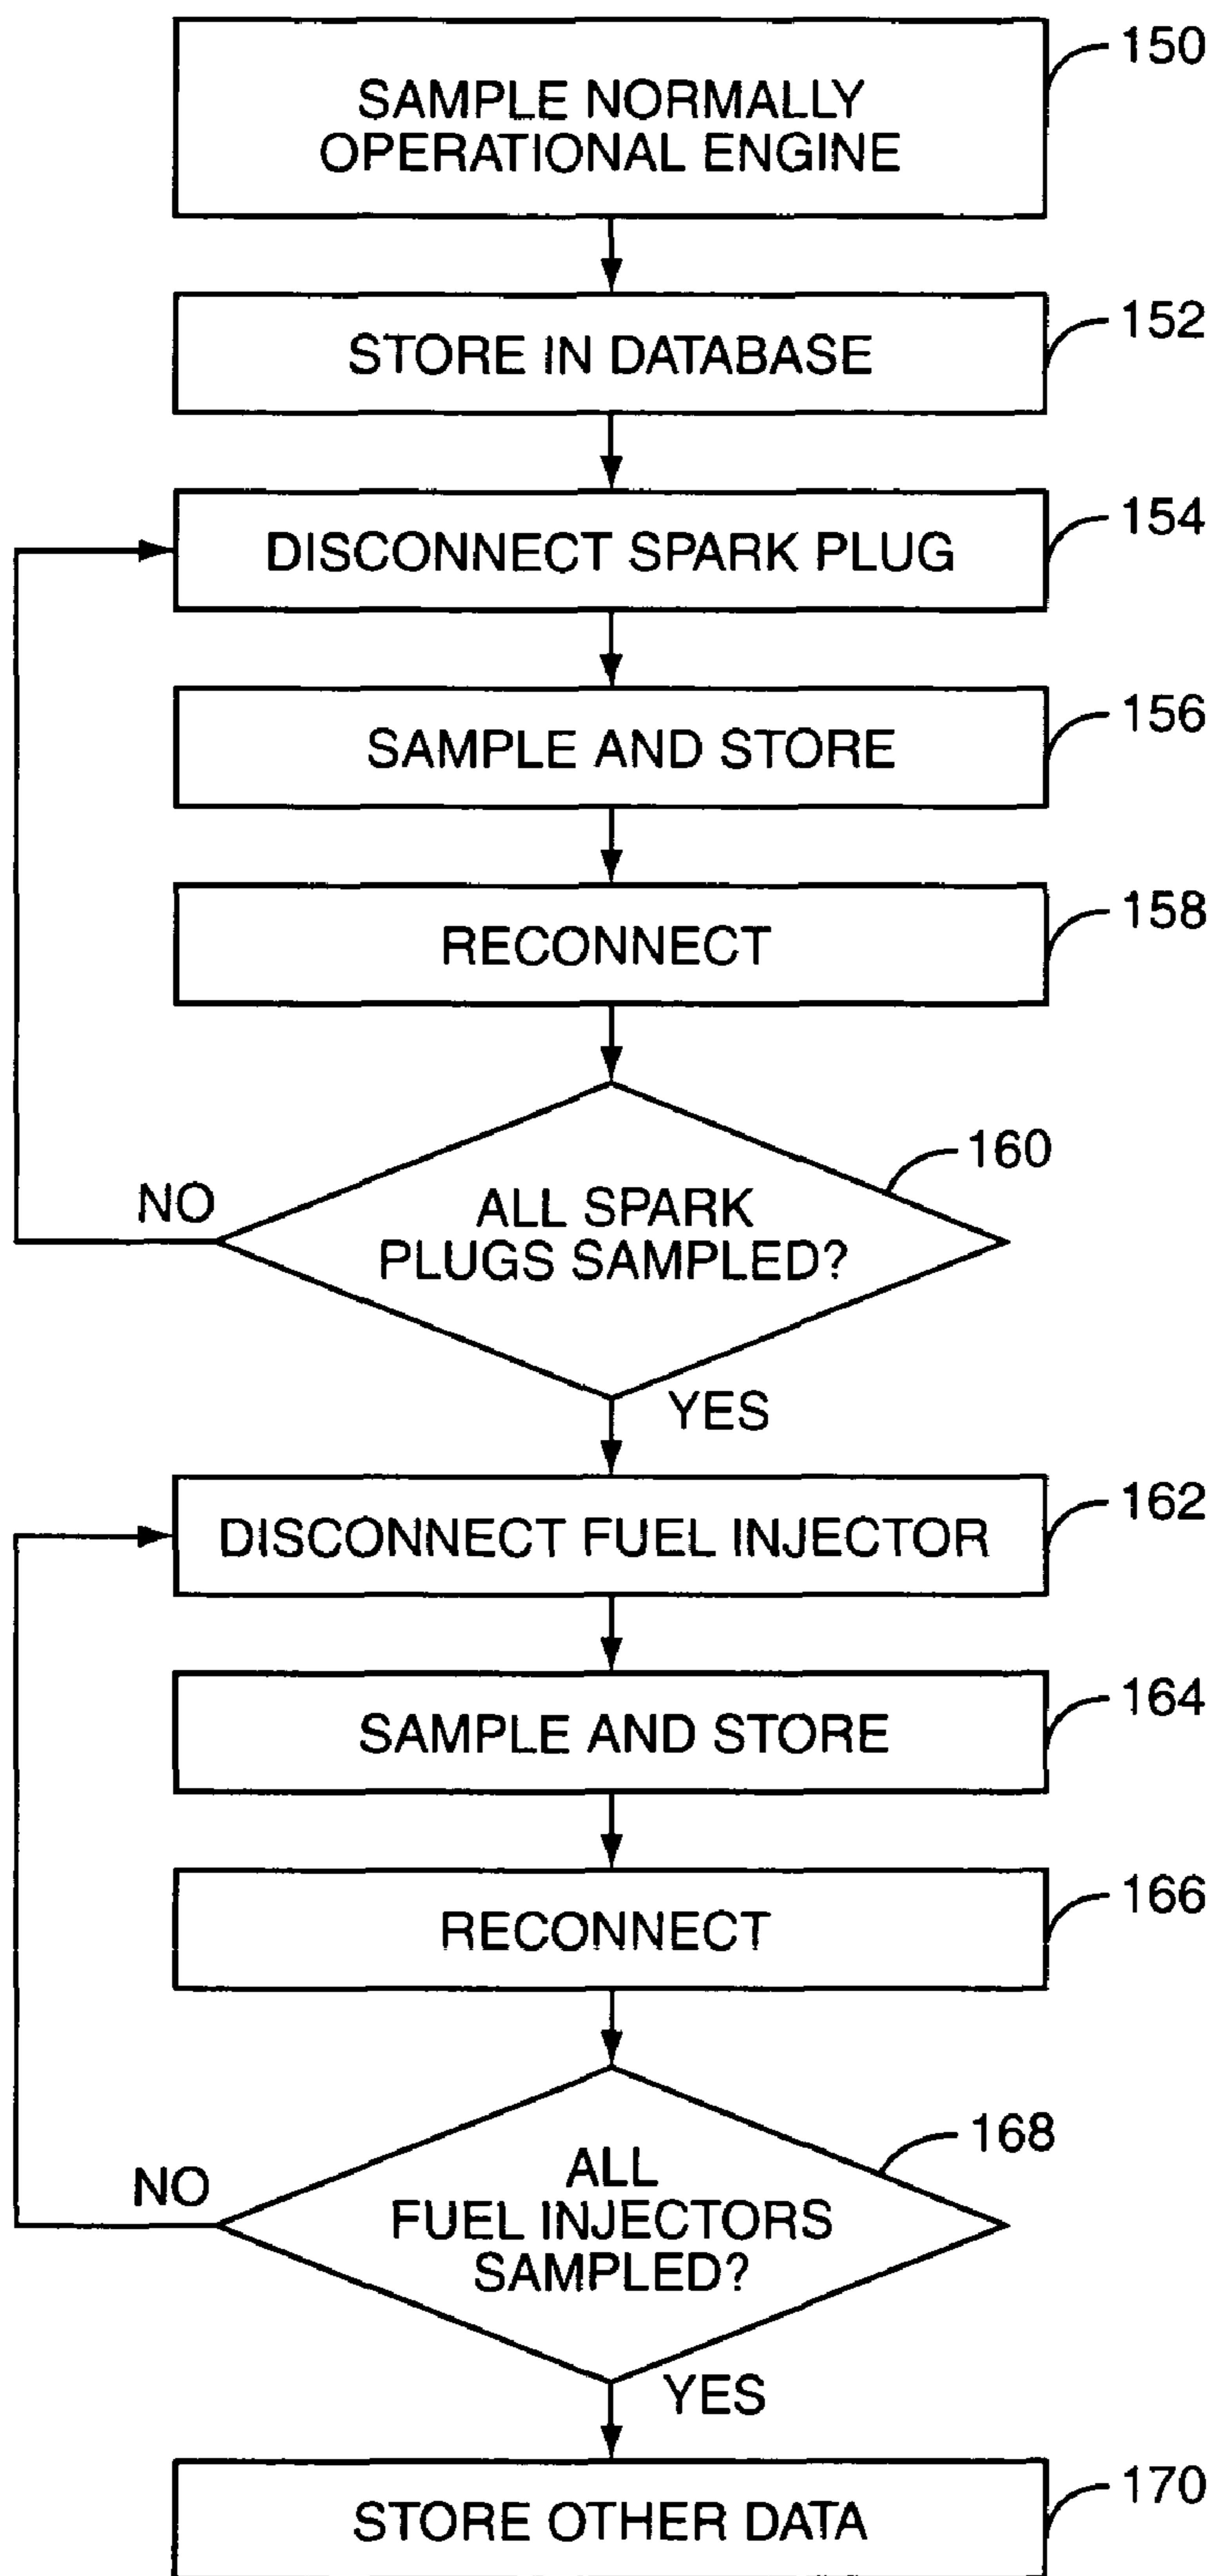 150
SAMPLE NORMALLY
OPERATIONAL ENGINE
152
STORE IN DATABASE
154
DISCONNECT SPARK PLUG
156
SAMPLE AND STORE
158
RECONNECT
160
ALL SPARK
PLUGS SAMPLED?
NO
YES
162
DISCONNECT FUEL INJECTOR
164
SAMPLE AND STORE
166
RECONNECT
168
ALL
FUEL INJECTORS
SAMPLED?
NO
YES
170
STORE OTHER DATA